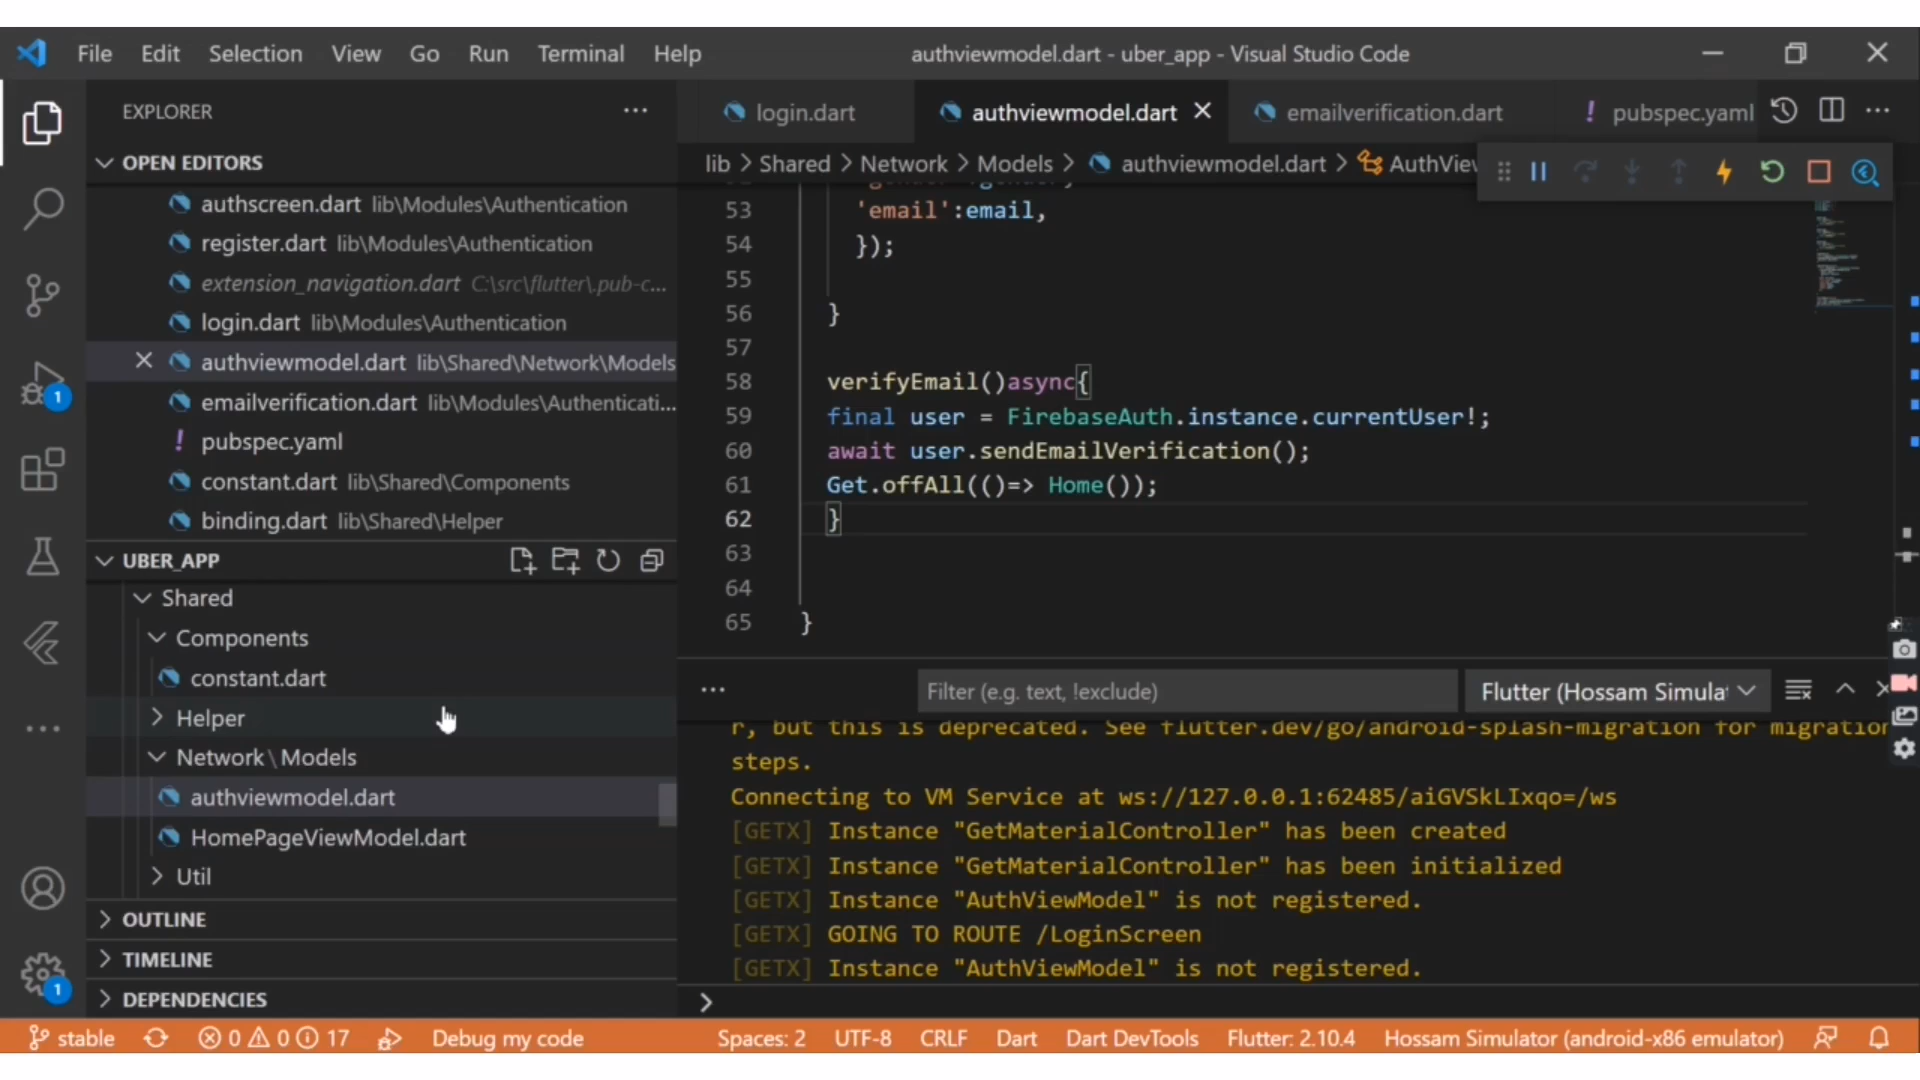 File Edit Selection View Go Run Terminal Help authviewmodel.dart - uber_app - Visual Studio Code
EXPLORER
OPEN EDITORS
authscreen.dart lib\Modules\Authentication
register.dart lib\Modules\Authentication
extension_navigation.dart C:\src\flutter\.pub-c...
login.dart lib\Modules\Authentication
authviewmodel.dart lib\Shared\Network\Models
emailverification.dart lib\Modules\Authenticati...
! pubspec.yaml
constant.dart lib\Shared\Components
binding.dart lib\Shared\Helper
UBER_APP
Shared
Components
constant.dart
Helper
Network\Models
authviewmodel.dart
HomePageViewModel.dart
Util
OUTLINE
TIMELINE
DEPENDENCIES
1
1
login.dart authviewmodel.dart emailverification.dart ! pubspec.yaml
lib > Shared > Network > Models > authviewmodel.dart > AuthView
53 'email':email,
54 });
55
56 }
57
58 verifyEmail()async{
59 final user = FirebaseAuth.instance.currentUser!;
60 await user.sendEmailVerification();
61 Get.offAll(()=> Home());
62 }
63
64
65 }
Filter (e.g. text, !exclude) Flutter (Hossam Simula
r, but this is deprecated. See flutter.dev/go/android-splash-migration for migration
steps.
Connecting to VM Service at ws://127.0.0.1:62485/aiGVSkLIxqo=/ws
[GETX] Instance "GetMaterialController" has been created
[GETX] Instance "GetMaterialController" has been initialized
[GETX] Instance "AuthViewModel" is not registered.
[GETX] GOING TO ROUTE /LoginScreen
[GETX] Instance "AuthViewModel" is not registered.
>
stable 0 0 17 Debug my code Spaces: 2 UTF-8 CRLF Dart Dart DevTools Flutter: 2.10.4 Hossam Simulator (android-x86 emulator)